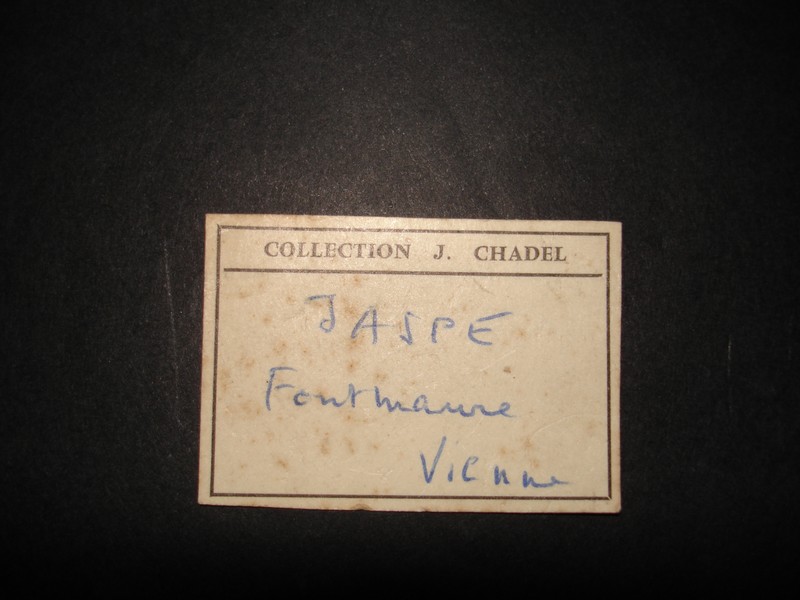 COLLECTION J. CHADEL
JASPE
Fontmaure
Vienne